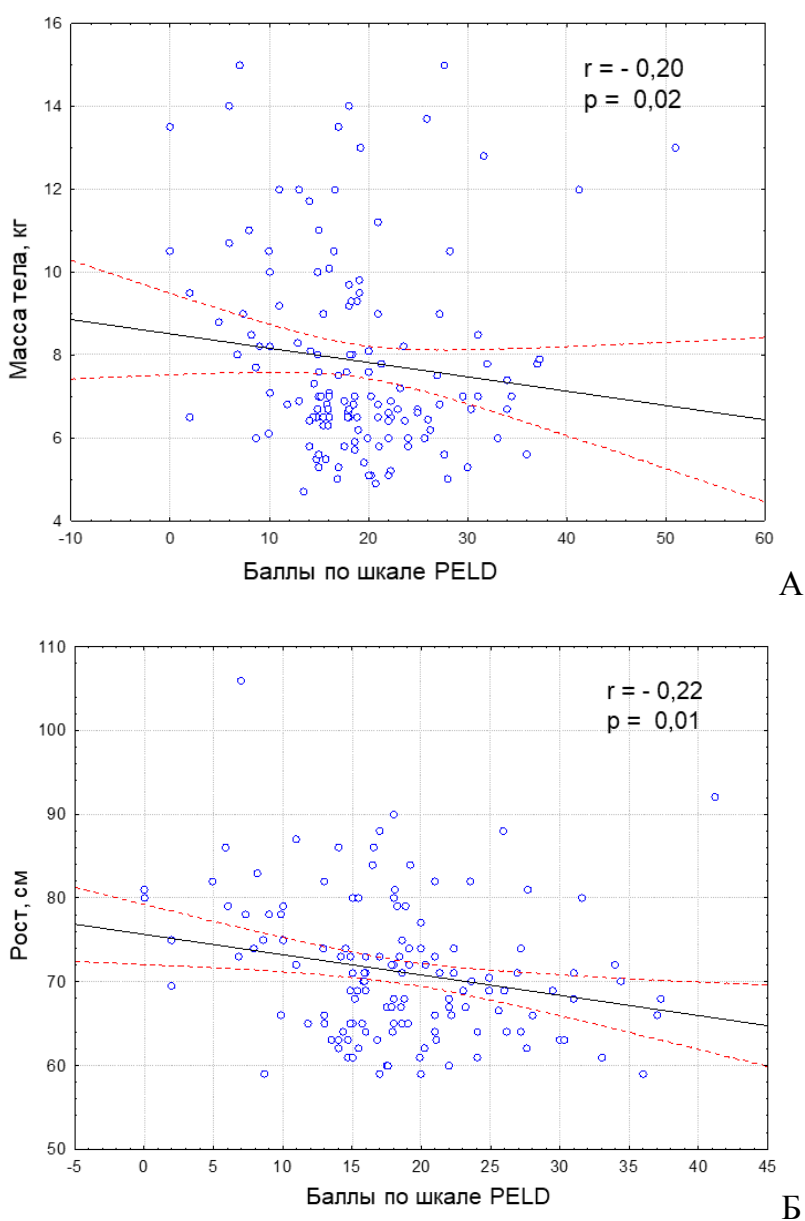 16
14
12
10
8
6
4
Масса тела, кг
r = - 0,20
p = 0,02
-10 0 10 20 30 40 50 60
Баллы по шкале PELD
А
110
100
90
80
70
60
50
Рост, см
r = - 0,22
p = 0,01
-5 0 5 10 15 20 25 30 35 40 45
Баллы по шкале PELD
Б